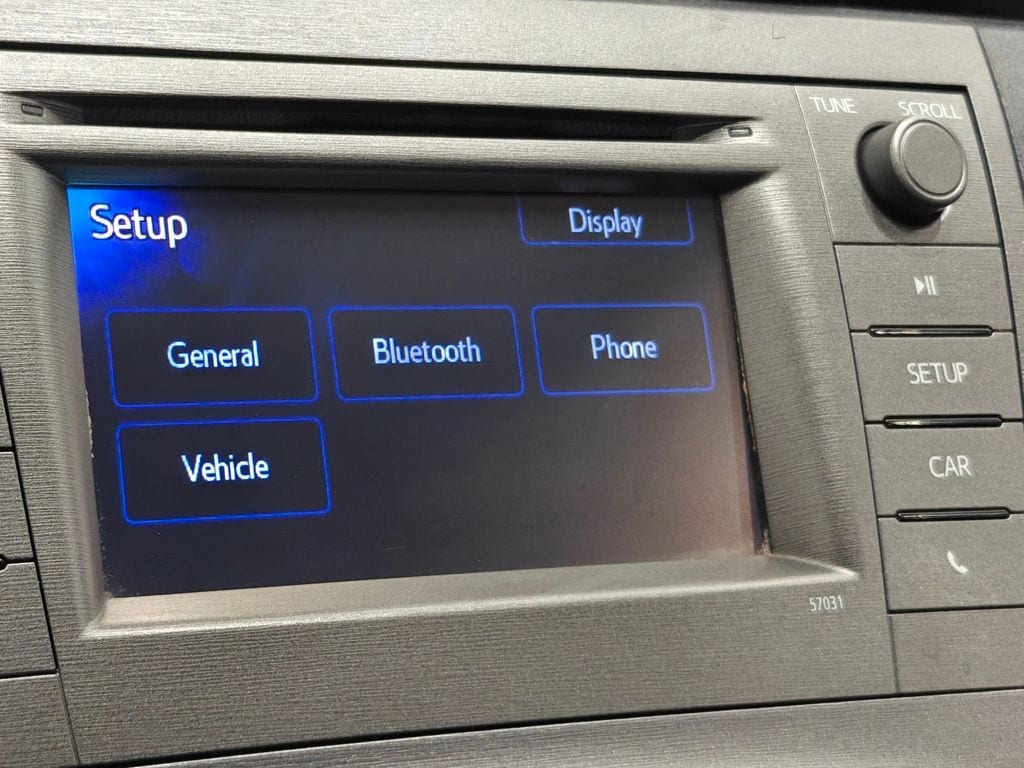 TUNE SCROLL
Setup
Display
General
Bluetooth
Phone
Vehicle
SETUP
CAR
57031